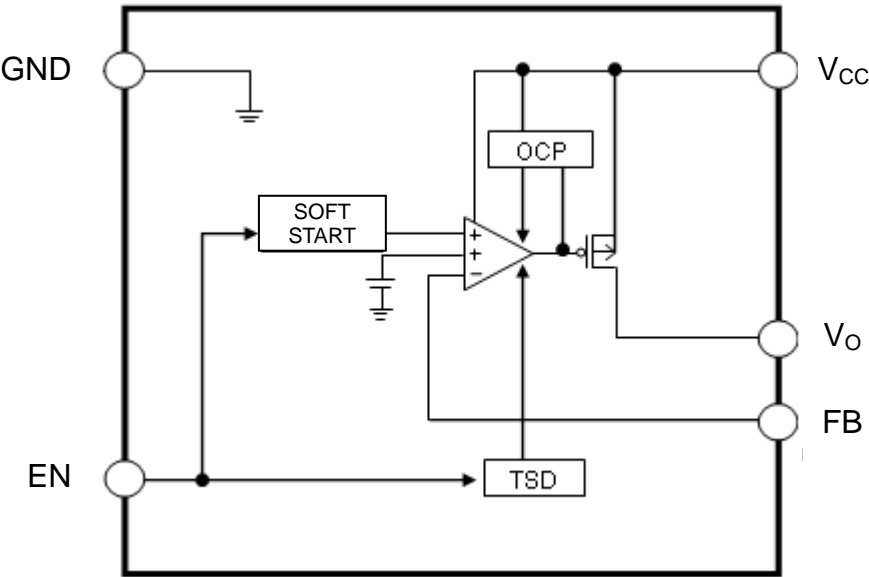 GND
VCC
OCP
SOFT
START
+
+
−
VO
FB
EN
TSD